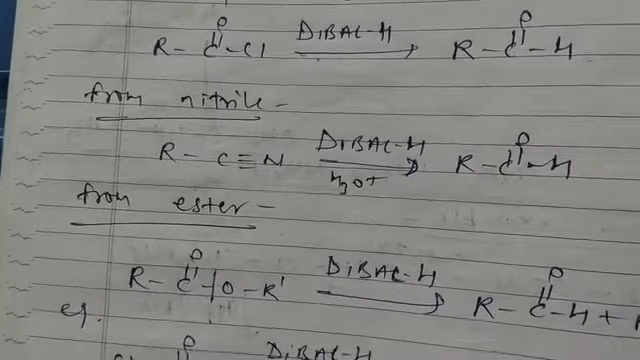 O O
R - C - Cl DiBAL-H → R - C - H
from nitrile -
R - C ≡ N DiBAL-H → R - C - H
H3O+ O
from ester -
O O
R - C - O - R' DiBAL-H → R - C - H +
eg.
O DiBAL-H